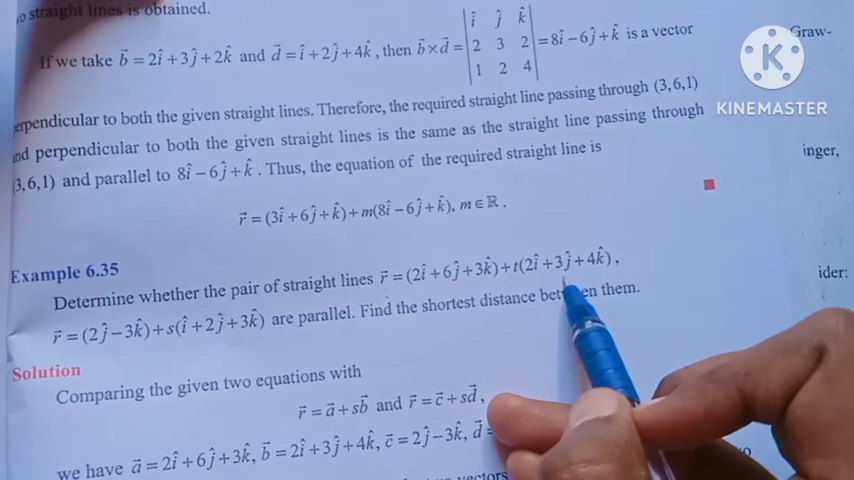 o straight lines is obtained.
If we take b⃗ = 2î + 3ĵ + 2k̂ and d⃗ = î + 2ĵ + 4k̂, then b⃗ × d⃗ = | î ĵ k̂ ; 2 3 2 ; 1 2 4 | = 8î − 6ĵ + k̂ is a vector
erpendicular to both the given straight lines. Therefore, the required straight line passing through (3,6,1)
nd perpendicular to both the given straight lines is the same as the straight line passing through
(3,6,1) and parallel to 8î − 6ĵ + k̂. Thus, the equation of the required straight line is
r⃗ = (3î + 6ĵ + k̂) + m(8î − 6ĵ + k̂), m ∈ ℝ.
Example 6.35
Determine whether the pair of straight lines r⃗ = (2î + 6ĵ + 3k̂) + t(2î + 3ĵ + 4k̂),
r⃗ = (2ĵ − 3k̂) + s(î + 2ĵ + 3k̂) are parallel. Find the shortest distance between them.
Solution
Comparing the given two equations with
r⃗ = a⃗ + sb⃗ and r⃗ = c⃗ + sd⃗,
we have a⃗ = 2î + 6ĵ + 3k̂, b⃗ = 2î + 3ĵ + 4k̂, c⃗ = 2ĵ − 3k̂, d⃗ =
vectors
Graw-
inger,
ider:
KINEMASTER